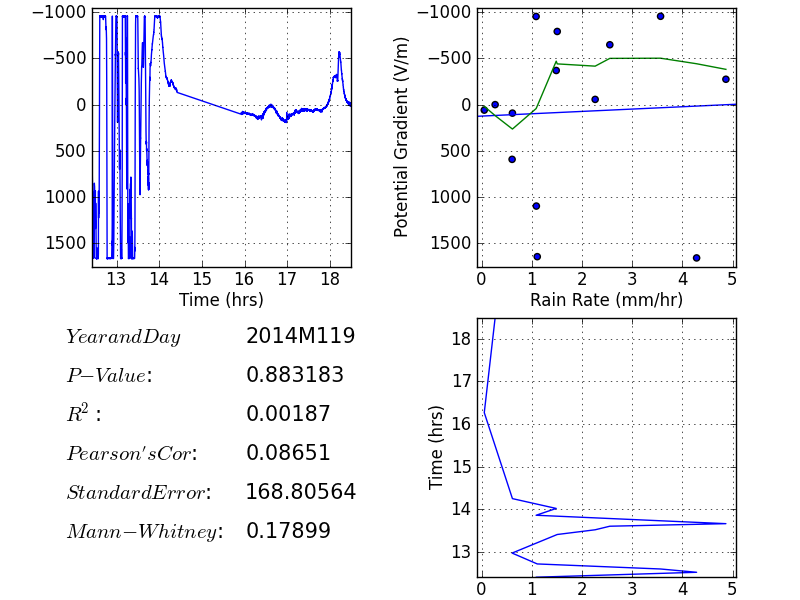 −1000
−500
0
500
1000
1500
13 14 15 16 17 18
Time (hrs)
Potential Gradient (V/m)
−1000
−500
0
500
1000
1500
0 1 2 3 4 5
Rain Rate (mm/hr)
YearandDay 2014M119
P−Value: 0.883183
R²: 0.00187
Pearson'sCor: 0.08651
StandardError: 168.80564
Mann−Whitney: 0.17899
Time (hrs)
18
17
16
15
14
13
0 1 2 3 4 5